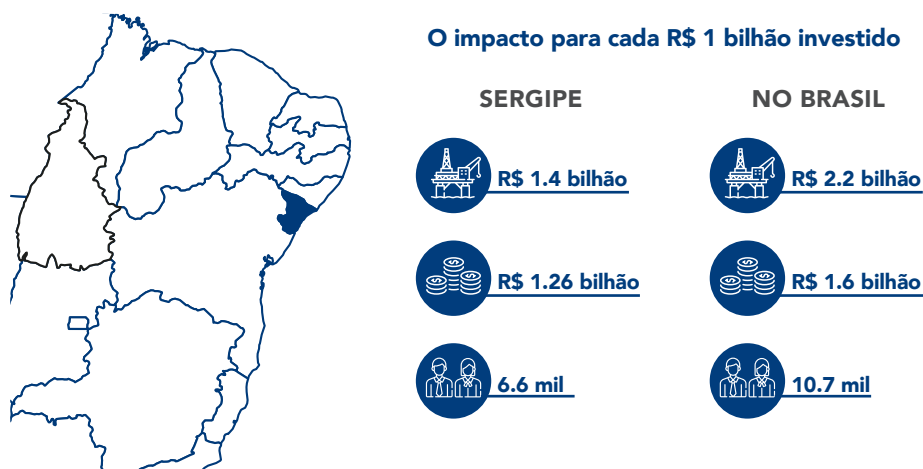 O impacto para cada R$ 1 bilhão investido
SERGIPE
NO BRASIL
R$ 1.4 bilhão
R$ 2.2 bilhão
R$ 1.26 bilhão
R$ 1.6 bilhão
6.6 mil
10.7 mil